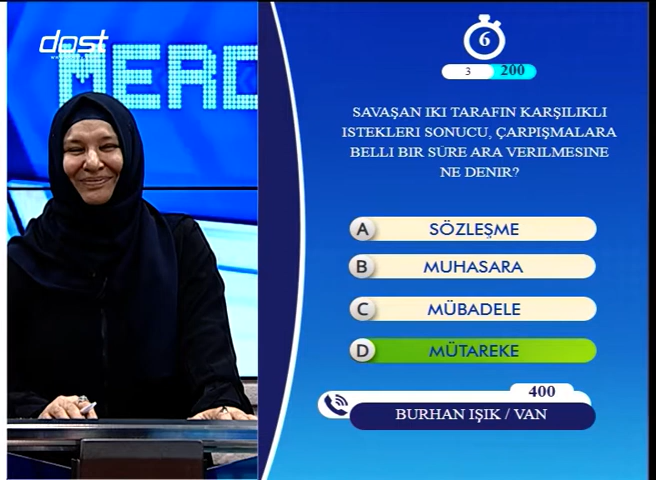 dost
MERC
6
3 200
SAVAŞAN IKI TARAFIN KARŞILIKLI
ISTEKLERI SONUCU, ÇARPIŞMALARA
BELLI BIR SÜRE ARA VERILMESINE
NE DENIR?
A SÖZLEŞME
B MUHASARA
C MÜBADELE
D MÜTAREKE
400
BURHAN IŞIK / VAN